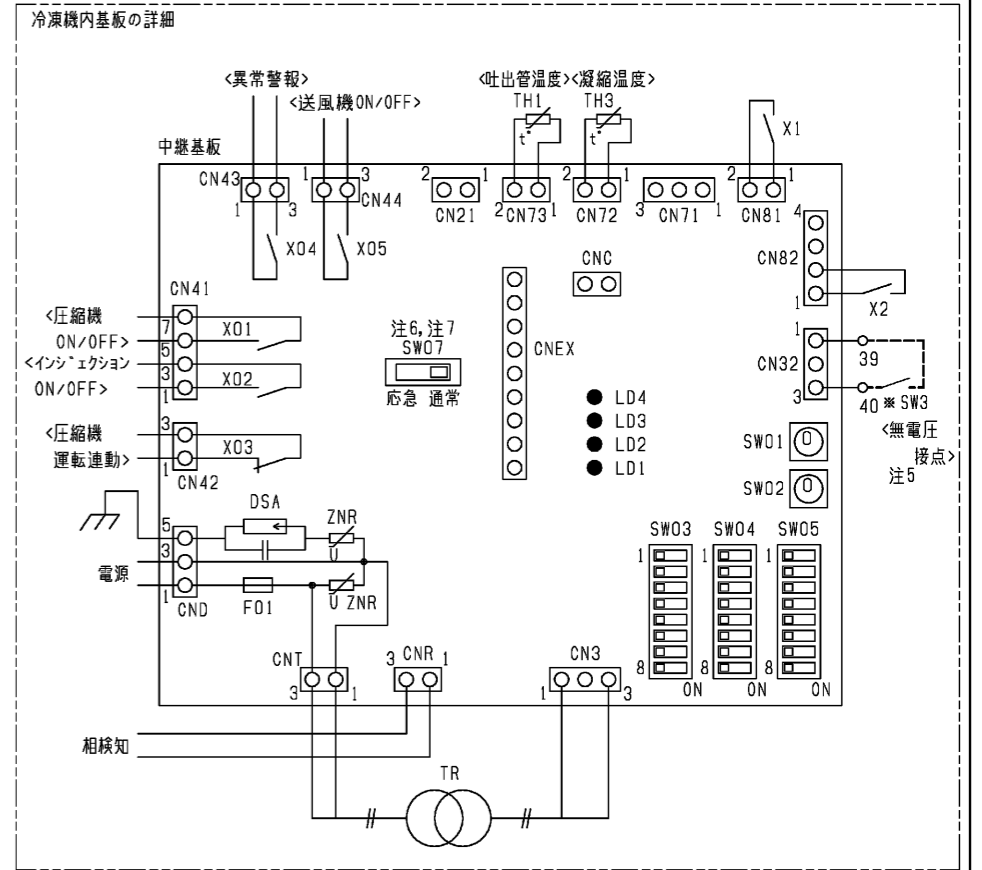 冷凍機内基板の詳細
<異常警報>
<送風機ON/OFF>
<吐出管温度><凝縮温度>
TH1
TH3
t°
t°
X1
中継基板
CN43
1
3
1
3
CN44
2
1
CN21
2
CN73
1
2
1
CN72
3
CN71
1
2
1
CN81
X04
X05
4
CN82
1
X2
CNC
CN41
<圧縮機
ON/OFF>
7
5
X01
<インジェクション
ON/OFF>
3
1
X02
注6,注7
SW07
応急 通常
CNEX
1
CN32
3
39
40 ※SW3
<無電圧
接点>
注5
LD4
LD3
LD2
LD1
<圧縮機
運転連動>
3
1
X03
CN42
SW01
0
SW02
0
DSA
ZNR
U
5
3
1
電源
CND
F01
U ZNR
SW03
SW04
SW05
1
1
1
8
8
8
ON
ON
ON
CNT
3
1
3 CNR 1
CN3
1
3
相検知
TR